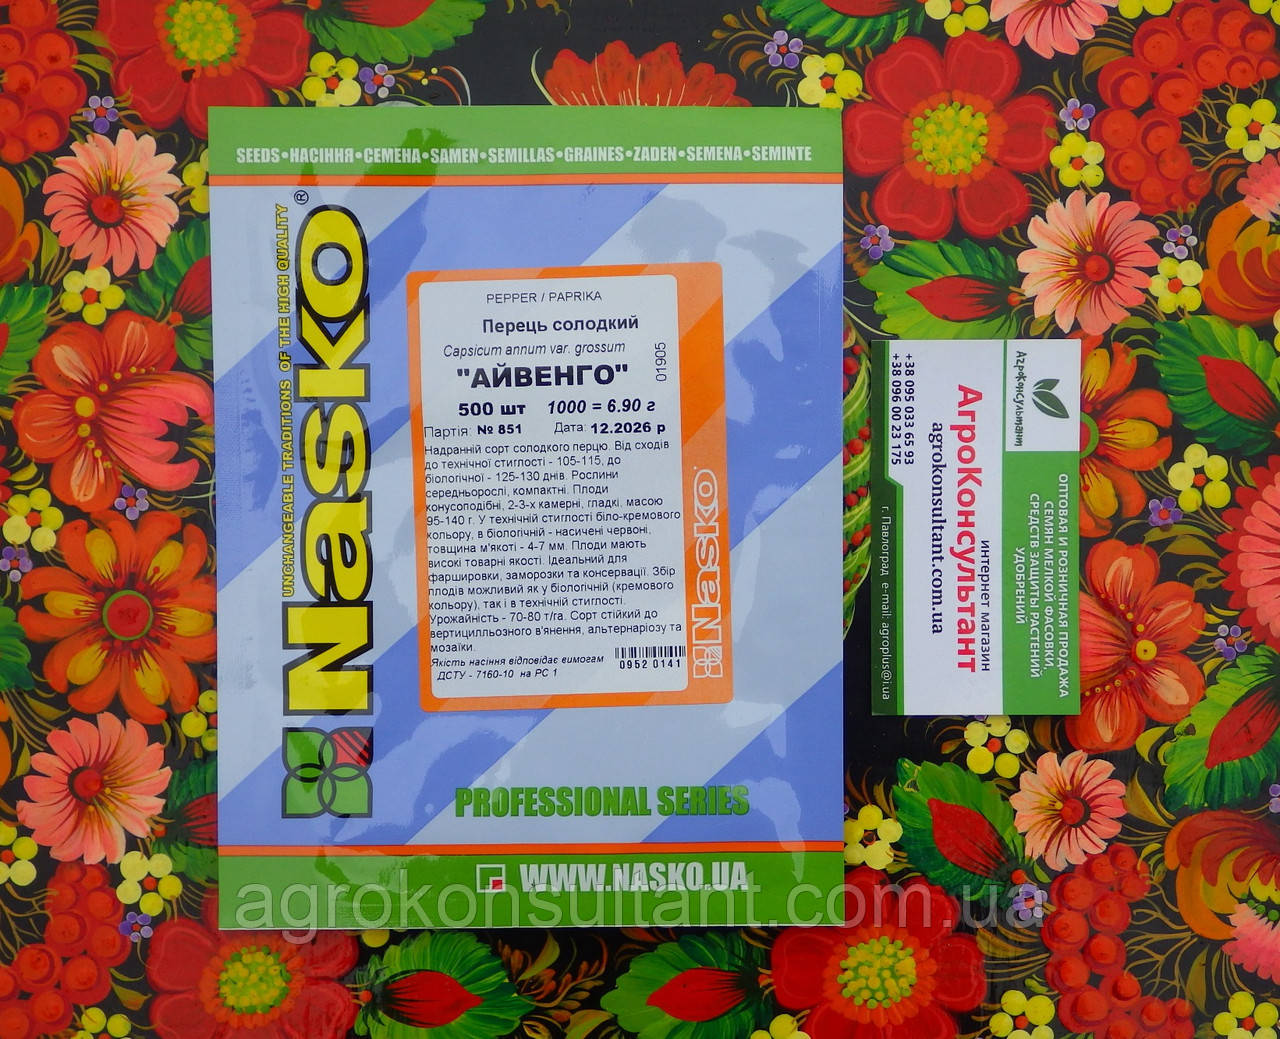 SEEDS•НАСІННЯ•СЕМЕНА•SAMEN•SEMILLAS•GRAINES•ZADEN•SEMENA•SEMINTE
UNCHANGEABLE TRADITIONS OF THE HIGH QUALITY
Nasko®
PEPPER / PAPRIKA
Перець солодкий
Capsicum annum var. grossum
"АЙВЕНГО"
01905
500 шт 1000 = 6.90 г
Партія: № 851 Дата: 12.2026 р
Надранній сорт солодкого перцю. Від сходів
до технічної стиглості - 105-115, до
біологічної - 125-130 днів. Рослини
середньорослі, компактні. Плоди
конусоподібні, 2-3-х камерні, гладкі, масою
95-140 г. У технічній стиглості біло-кремового
кольору, в біологічній - насичені червоні,
товщина м'якоті - 4-7 мм. Плоди мають
високі товарні якості. Ідеальний для
фаршировки, заморозки та консервації. Збір
плодів можливий як у біологічній (кремового
кольору), так і в технічній стиглості.
Урожайність - 70-80 т/га. Сорт стійкий до
вертицилльозного в'янення, альтернаріозу та
мозаїки.
Якість насіння відповідає вимогам
ДСТУ - 7160-10 на РС 1
0952 0141
Nasko
PROFESSIONAL SERIES
WWW.NASKO.UA
АгроКонсультант
ОПТОВАЯ И РОЗНИЧНАЯ ПРОДАЖА
СЕМЯН МЕЛКОЙ ФАСОВКИ,
СРЕДСТВ ЗАЩИТЫ РАСТЕНИЙ
УДОБРЕНИЙ
интернет магазин
АгроКонсультант
agrokonsultant.com.ua
+38 095 033 65 93
+38 096 00 23 175
г. Павлоград e-mail: agroplus@i.ua
agrokonsultant.com.ua